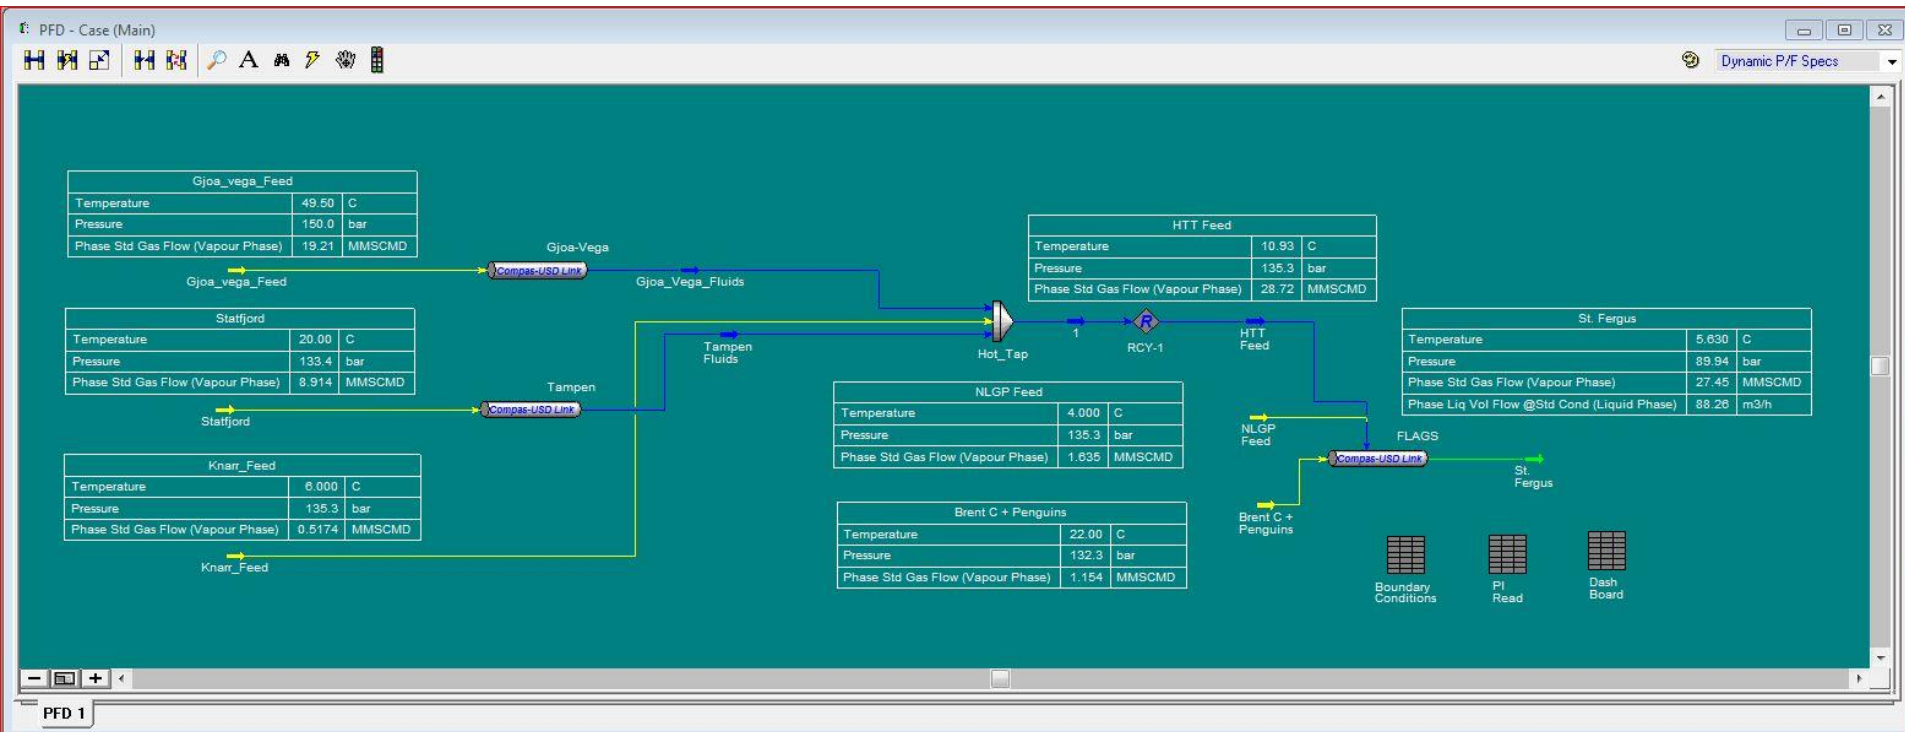 PFD - Case (Main)
A
Dynamic P/F Specs
Gjoa_vega_Feed
Temperature 49.50 C
Pressure 150.0 bar
Phase Std Gas Flow (Vapour Phase) 19.21 MMSCMD
Gjoa_vega_Feed
Gjoa-Vega
Compas-USD Link
Gjoa_Vega_Fluids
Statfjord
Temperature 20.00 C
Pressure 133.4 bar
Phase Std Gas Flow (Vapour Phase) 8.914 MMSCMD
Statfjord
Tampen
Compas-USD Link
Tampen
Fluids
Knarr_Feed
Temperature 6.000 C
Pressure 135.3 bar
Phase Std Gas Flow (Vapour Phase) 0.5174 MMSCMD
Knarr_Feed
Hot_Tap
1
R
RCY-1
HTT Feed
Temperature 10.93 C
Pressure 135.3 bar
Phase Std Gas Flow (Vapour Phase) 28.72 MMSCMD
HTT
Feed
NLGP Feed
Temperature 4.000 C
Pressure 135.3 bar
Phase Std Gas Flow (Vapour Phase) 1.635 MMSCMD
NLGP
Feed
Brent C + Penguins
Temperature 22.00 C
Pressure 132.3 bar
Phase Std Gas Flow (Vapour Phase) 1.154 MMSCMD
Brent C +
Penguins
St. Fergus
Temperature 5.630 C
Pressure 89.94 bar
Phase Std Gas Flow (Vapour Phase) 27.45 MMSCMD
Phase Liq Vol Flow @Std Cond (Liquid Phase) 88.26 m3/h
FLAGS
Compas-USD Link
St.
Fergus
Boundary
Conditions
PI
Read
Dash
Board
PFD 1